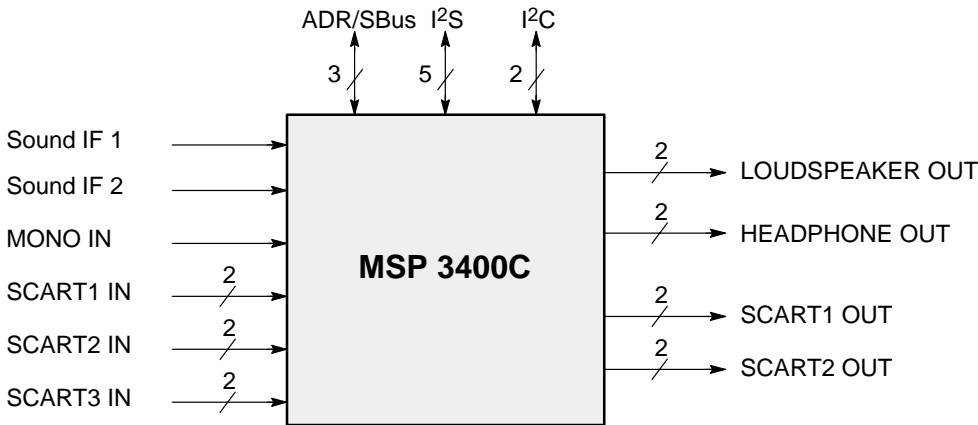 ADR/SBus I²S I²C
3 5 2
Sound IF 1
Sound IF 2
MONO IN
SCART1 IN 2
SCART2 IN 2
SCART3 IN 2
MSP 3400C
2 LOUDSPEAKER OUT
2 HEADPHONE OUT
2 SCART1 OUT
2 SCART2 OUT